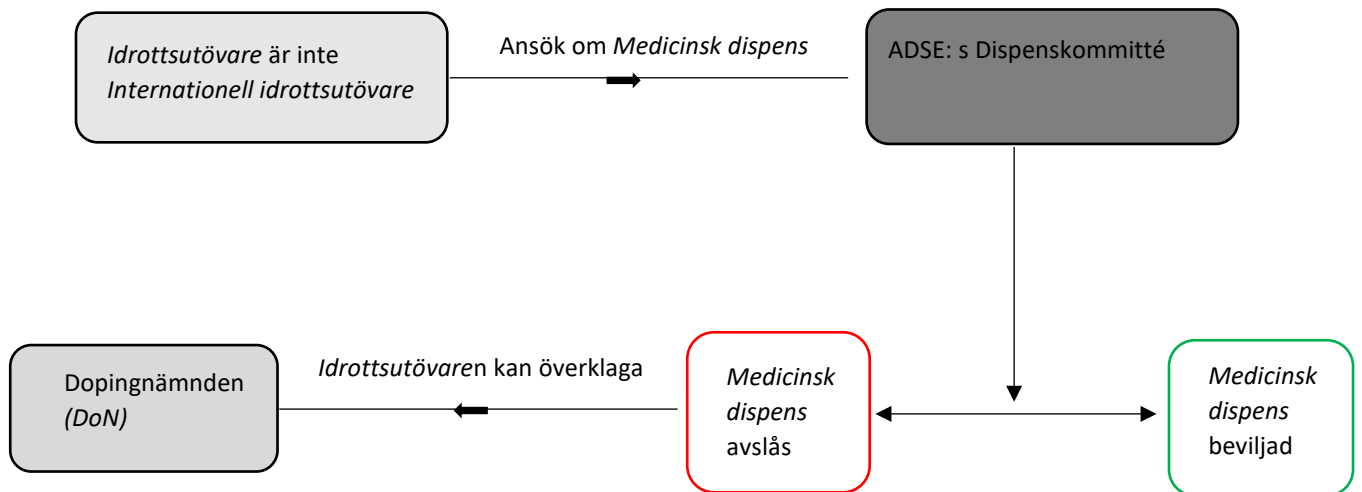 Idrottsutövare är inte
Internationell idrottsutövare
Ansök om Medicinsk dispens
ADSE: s Dispenskommitté
Dopingnämnden
(DoN)
Idrottsutövaren kan överklaga
Medicinsk
dispens
avslås
Medicinsk
dispens
beviljad